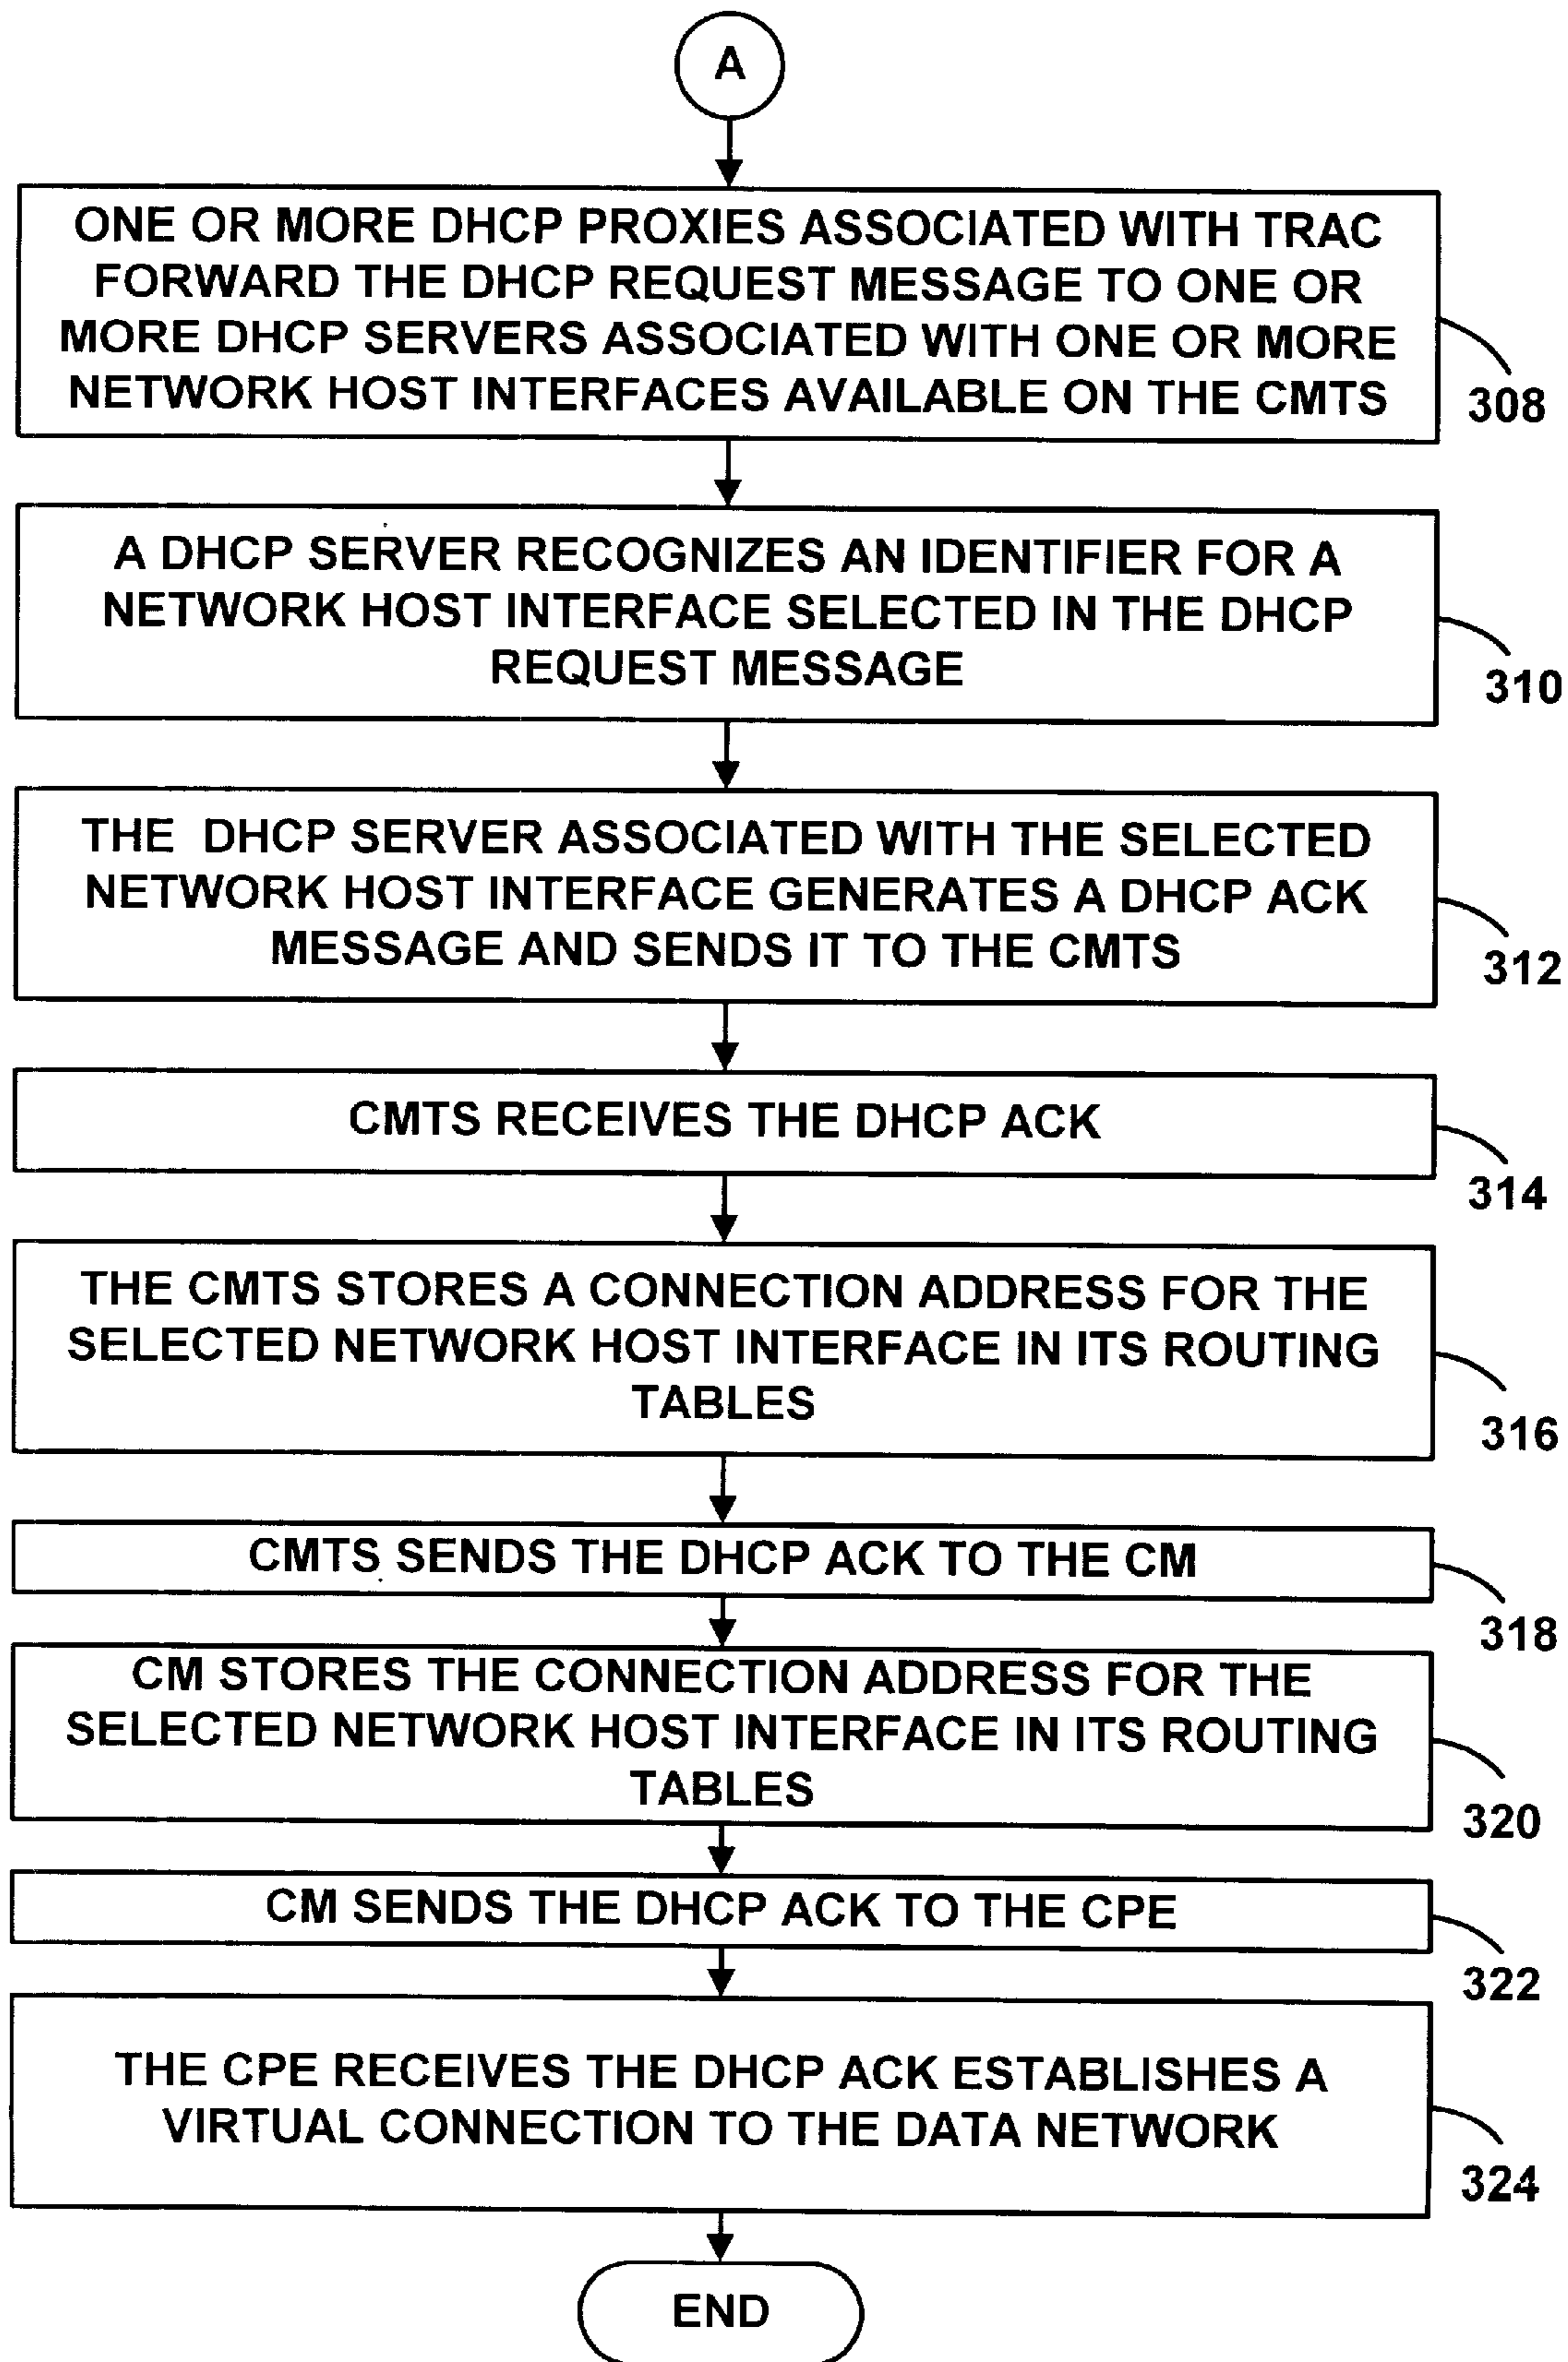 A
ONE OR MORE DHCP PROXIES ASSOCIATED WITH TRAC
FORWARD THE DHCP REQUEST MESSAGE TO ONE OR
MORE DHCP SERVERS ASSOCIATED WITH ONE OR MORE
NETWORK HOST INTERFACES AVAILABLE ON THE CMTS
308
A DHCP SERVER RECOGNIZES AN IDENTIFIER FOR A
NETWORK HOST INTERFACE SELECTED IN THE DHCP
REQUEST MESSAGE
310
THE DHCP SERVER ASSOCIATED WITH THE SELECTED
NETWORK HOST INTERFACE GENERATES A DHCP ACK
MESSAGE AND SENDS IT TO THE CMTS
312
CMTS RECEIVES THE DHCP ACK
314
THE CMTS STORES A CONNECTION ADDRESS FOR THE
SELECTED NETWORK HOST INTERFACE IN ITS ROUTING
TABLES
316
CMTS SENDS THE DHCP ACK TO THE CM
318
CM STORES THE CONNECTION ADDRESS FOR THE
SELECTED NETWORK HOST INTERFACE IN ITS ROUTING
TABLES
320
CM SENDS THE DHCP ACK TO THE CPE
322
THE CPE RECEIVES THE DHCP ACK ESTABLISHES A
VIRTUAL CONNECTION TO THE DATA NETWORK
324
END